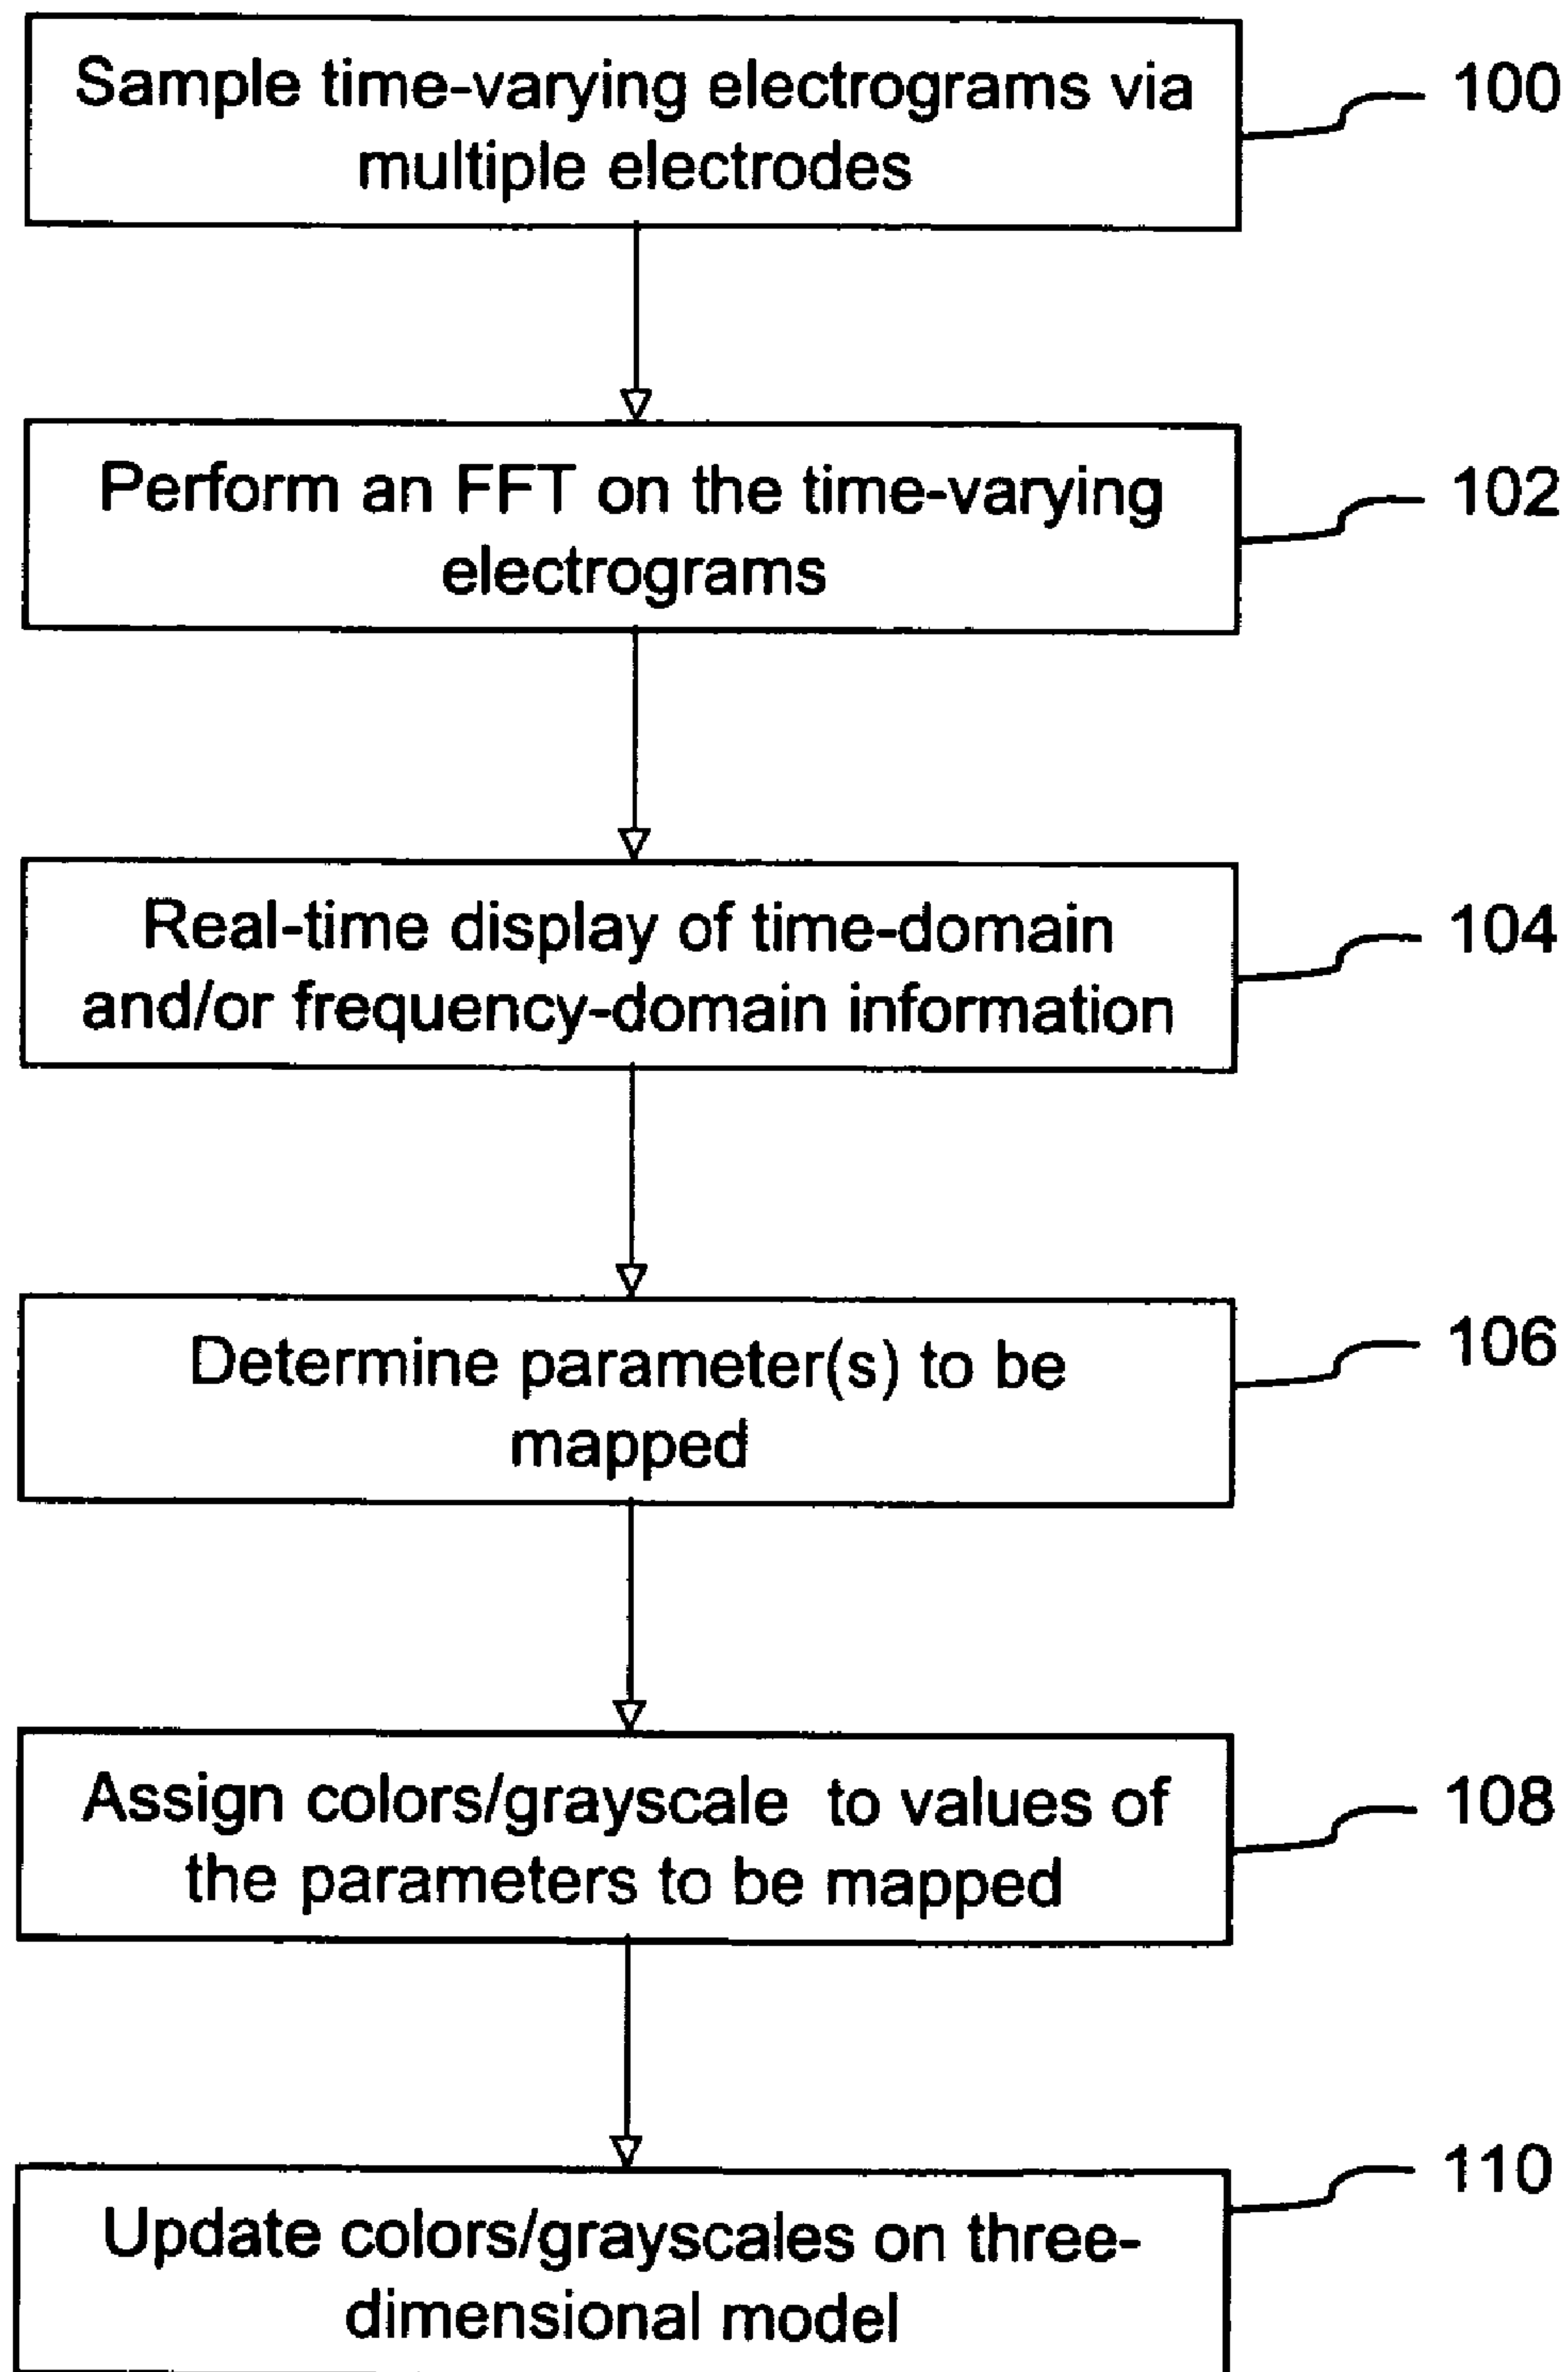 Sample time-varying electrograms via
multiple electrodes
100
Perform an FFT on the time-varying
electrograms
102
Real-time display of time-domain
and/or frequency-domain information
104
Determine parameter(s) to be
mapped
106
Assign colors/grayscale to values of
the parameters to be mapped
108
Update colors/grayscales on three-
dimensional model
110